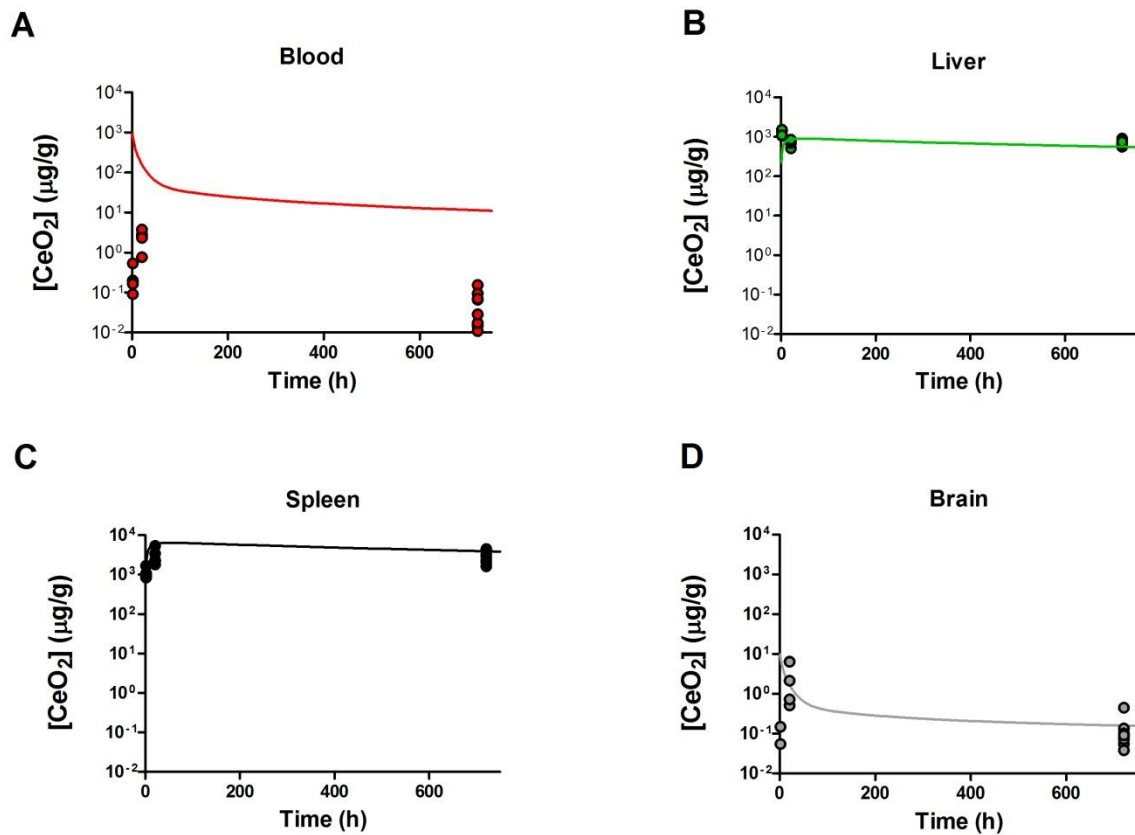 A
Blood
[CeO₂] (µg/g)
10⁴
10³
10²
10¹
10⁰
10⁻¹
10⁻²
0 200 400 600
Time (h)
B
Liver
[CeO₂] (µg/g)
10⁴
10³
10²
10¹
10⁰
10⁻¹
10⁻²
0 200 400 600
Time (h)
C
Spleen
[CeO₂] (µg/g)
10⁴
10³
10²
10¹
10⁰
10⁻¹
10⁻²
0 200 400 600
Time (h)
D
Brain
[CeO₂] (µg/g)
10⁴
10³
10²
10¹
10⁰
10⁻¹
10⁻²
0 200 400 600
Time (h)